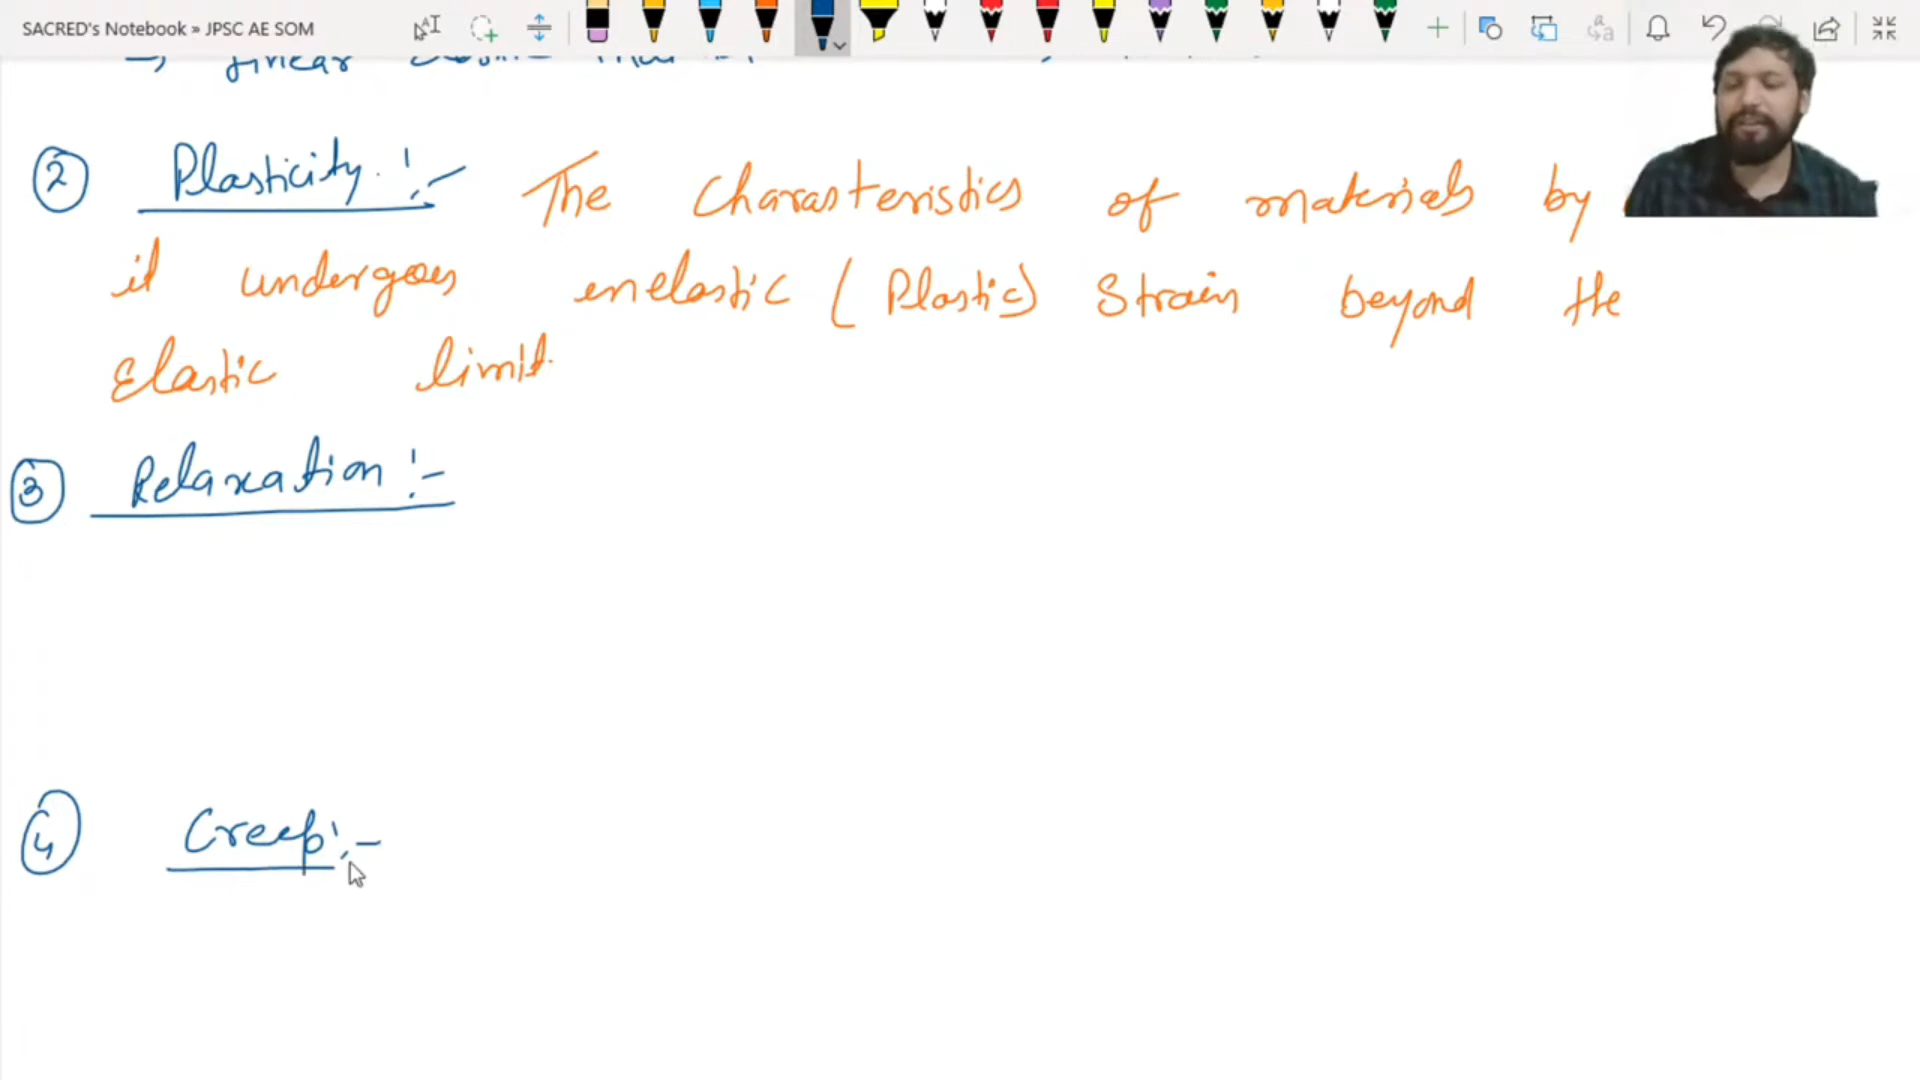 SACRED's Notebook » JPSC AE SOM
→ linear
② Plasticity :- The Charasteristics of materials by
it undergoes enelastic (Plastic) Strain beyond the
Elastic limit.
③ Relaxation :-
④ Creep :-